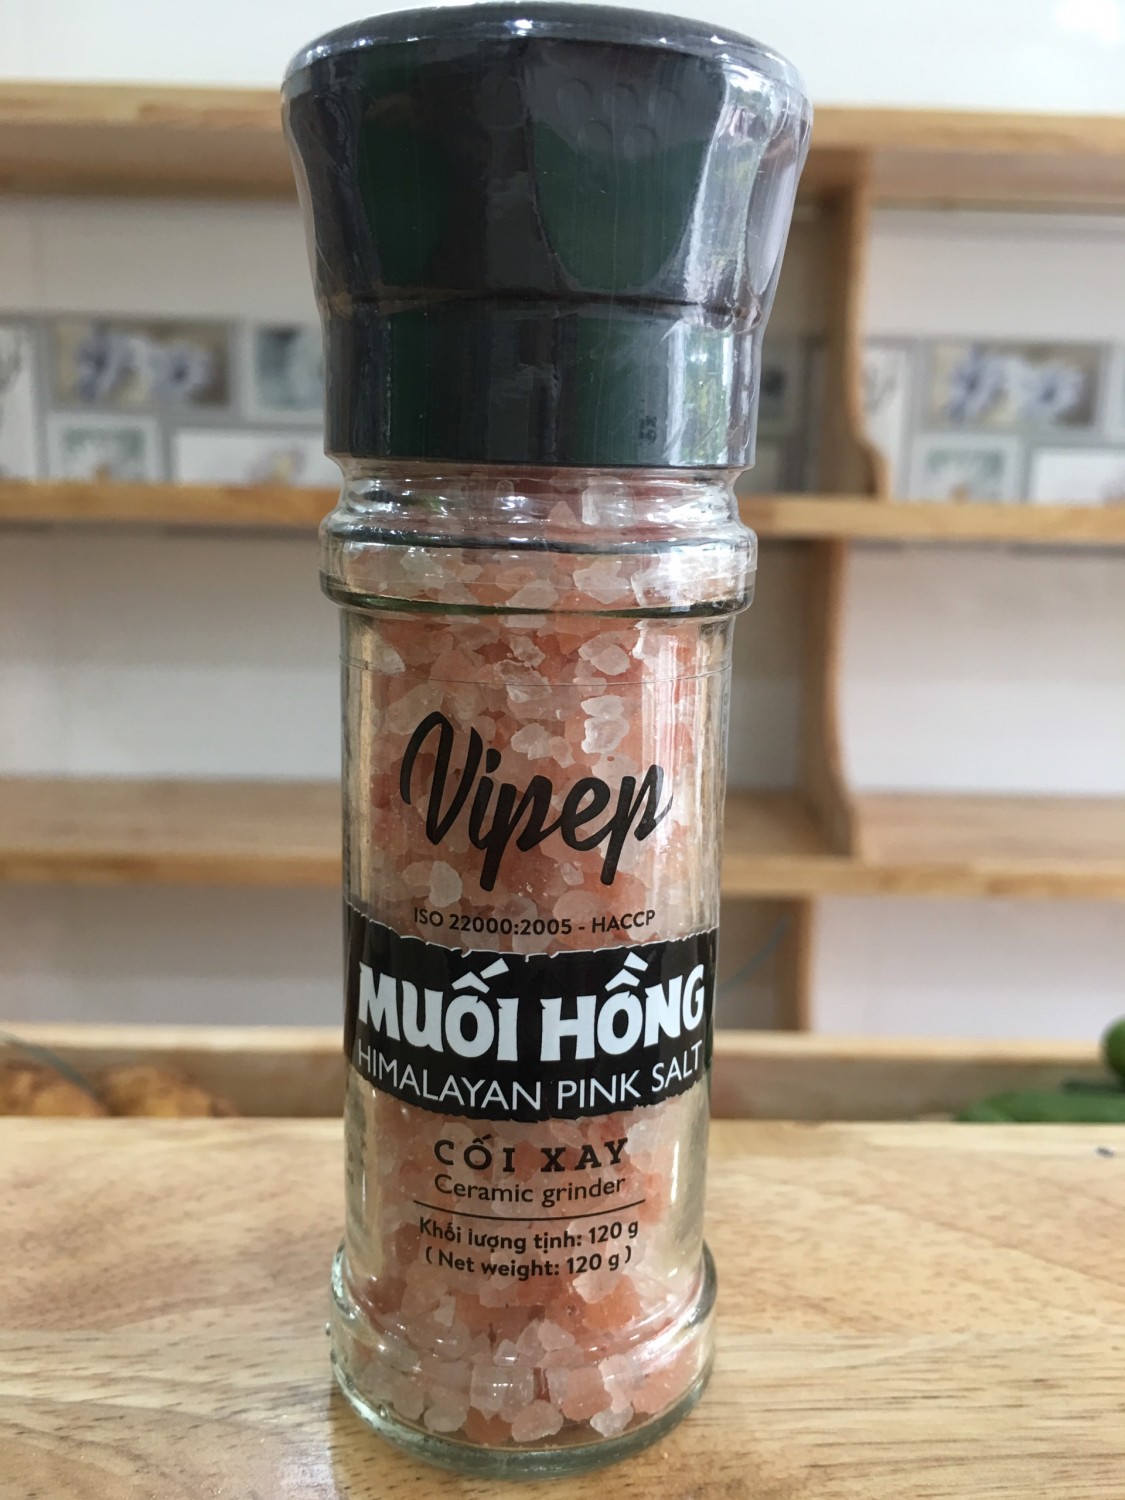 Vipep
ISO 22000:2005 - HACCP
MUỐI HỒNG
HIMALAYAN PINK SALT
CỐI XAY
Ceramic grinder
Khối lượng tịnh: 120 g
( Net weight: 120 g )